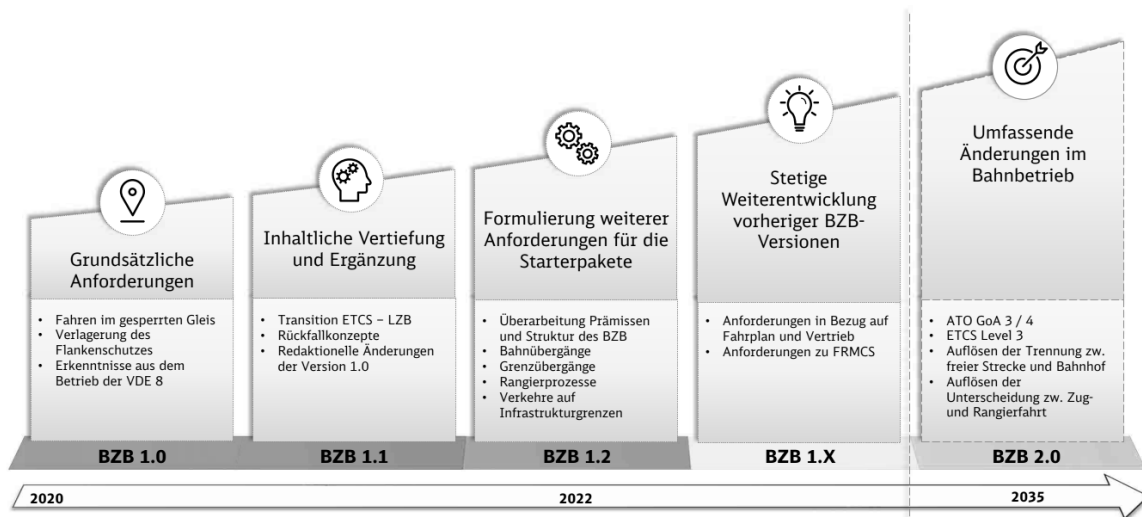 Grundsätzliche
Anforderungen
• Fahren im gesperrten Gleis
• Verlagerung des
Flankenschutzes
• Erkenntnisse aus dem
Betrieb der VDE 8
BZB 1.0
Inhaltliche Vertiefung
und Ergänzung
• Transition ETCS – LZB
• Rückfallkonzepte
• Redaktionelle Änderungen
der Version 1.0
BZB 1.1
Formulierung weiterer
Anforderungen für die
Starterpakete
• Überarbeitung Prämissen
und Struktur des BZB
• Bahnübergänge
• Grenzübergänge
• Rangierprozesse
• Verkehre auf
Infrastrukturgrenzen
BZB 1.2
Stetige
Weiterentwicklung
vorheriger BZB-
Versionen
• Anforderungen in Bezug auf
Fahrplan und Vertrieb
• Anforderungen zu FRMCS
BZB 1.X
Umfassende
Änderungen im
Bahnbetrieb
• ATO GoA 3 / 4
• ETCS Level 3
• Auflösen der Trennung zw.
freier Strecke und Bahnhof
• Auflösen der
Unterscheidung zw. Zug-
und Rangierfahrt
BZB 2.0
2020
2022
2035